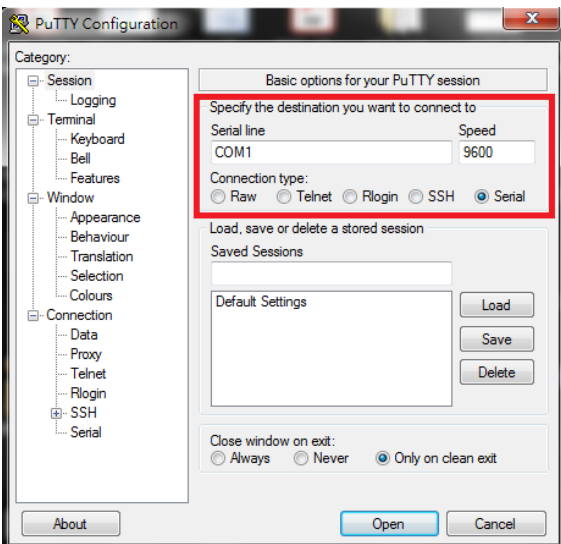 PuTTY Configuration
Category:
Session
Logging
Terminal
Keyboard
Bell
Features
Window
Appearance
Behaviour
Translation
Selection
Colours
Connection
Data
Proxy
Telnet
Rlogin
SSH
Serial
Basic options for your PuTTY session
Specify the destination you want to connect to
Serial line Speed
COM1 9600
Connection type:
Raw Telnet Rlogin SSH Serial
Load, save or delete a stored session
Saved Sessions
Default Settings
Load
Save
Delete
Close window on exit:
Always Never Only on clean exit
About Open Cancel